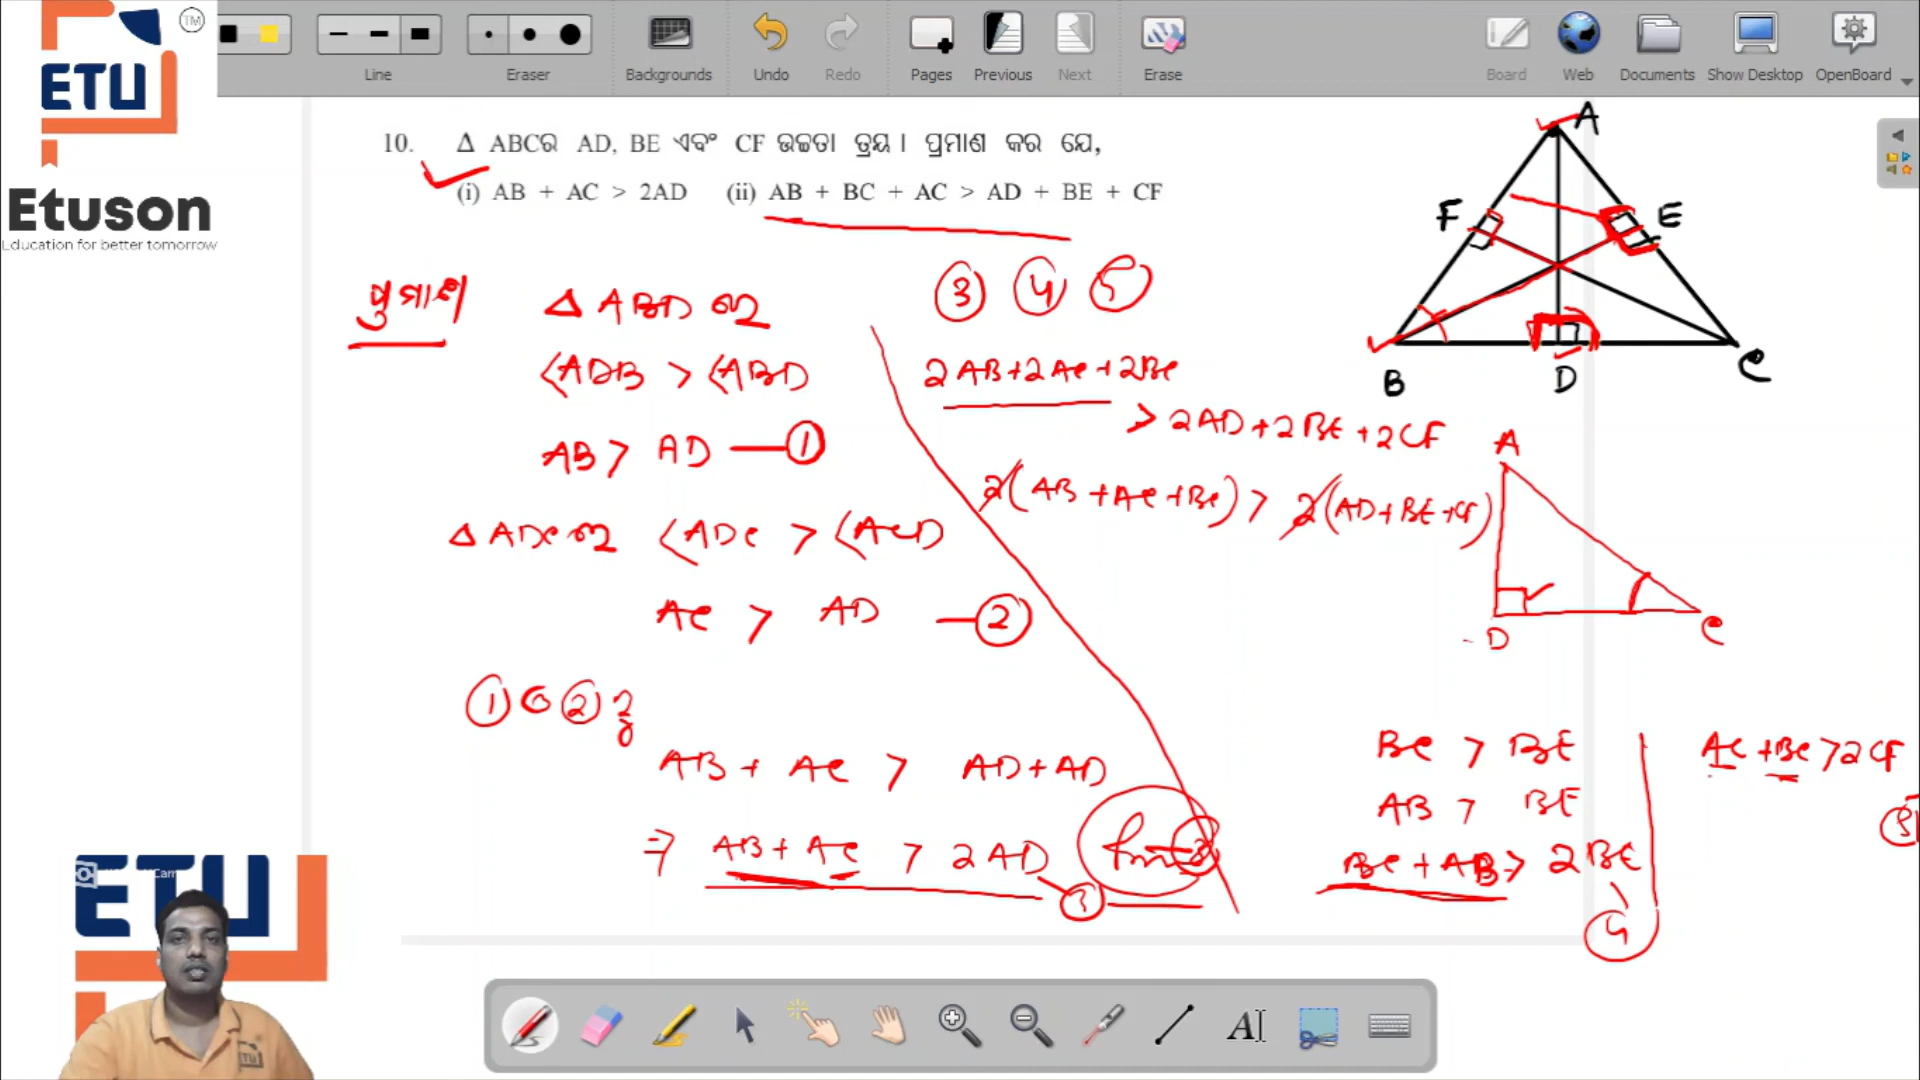 ETU
TM
Etuson
Education for better tomorrow
Line
Eraser
Backgrounds
Undo
Redo
Pages
Previous
Next
Erase
Board
Web
Documents
Show Desktop
OpenBoard
10. Δ ABCର AD, BE ଏବଂ CF ଉଚ୍ଚତା ତ୍ରୟ । ପ୍ରମାଣ କର ଯେ,
(i) AB + AC > 2AD (ii) AB + BC + AC > AD + BE + CF
ପ୍ରମାଣ
Δ ABD ରେ
∠ADB > ∠ABD
AB > AD — 1
Δ ADC ରେ ∠ADC > ∠ACD
AC > AD — 2
1 ଓ 2 ରୁ
AB + AC > AD + AD
⇒ AB + AC > 2AD
3
3 4 5
2AB + 2AC + 2BC
> 2AD + 2BE + 2CF
2(AB + AC + BC) > 2(AD + BE + CF)
A
F
E
B
D
C
A
D
C
BC > BE
AB > BE
BC + AB > 2BE
4
AC + BC > 2CF
5
ETU